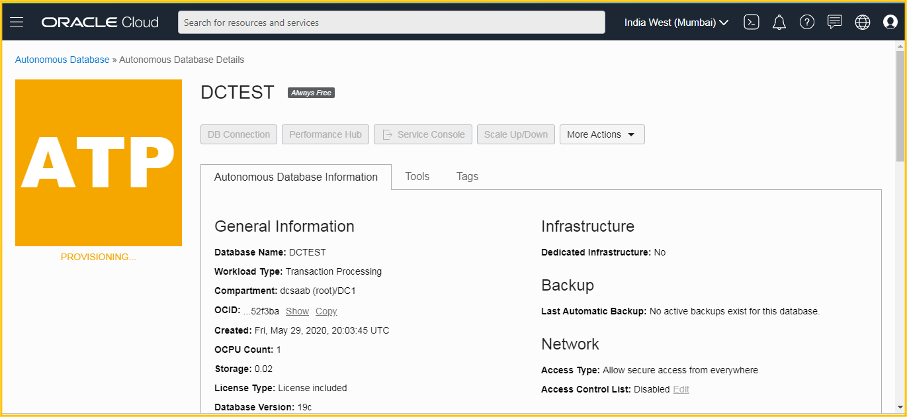 ORACLE Cloud Search for resources and services India West (Mumbai)
Autonomous Database » Autonomous Database Details
ATP
PROVISIONING...
DCTEST Always Free
DB Connection Performance Hub Service Console Scale Up/Down More Actions
Autonomous Database Information Tools Tags
General Information
Database Name: DCTEST
Workload Type: Transaction Processing
Compartment: dcsaab (root)/DC1
OCID: ...52f3ba Show Copy
Created: Fri, May 29, 2020, 20:03:45 UTC
OCPU Count: 1
Storage: 0.02
License Type: License included
Database Version: 19c
Infrastructure
Dedicated Infrastructure: No
Backup
Last Automatic Backup: No active backups exist for this database.
Network
Access Type: Allow secure access from everywhere
Access Control List: Disabled Edit